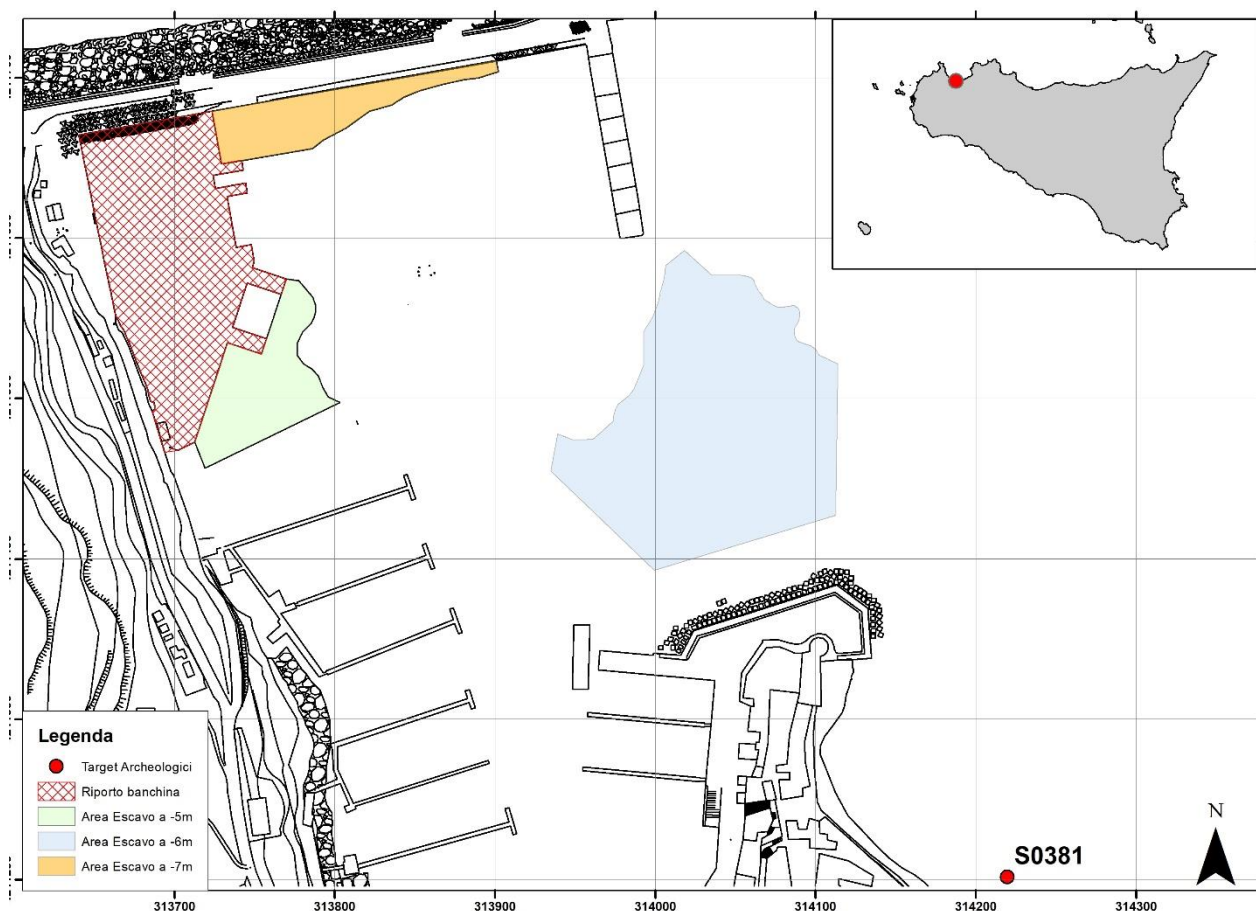 N
S0381
Legenda
Target Archeologici
Riporto banchina
Area Escavo a -5m
Area Escavo a -6m
Area Escavo a -7m
313700 313800 313900 314000 314100 314200 314300